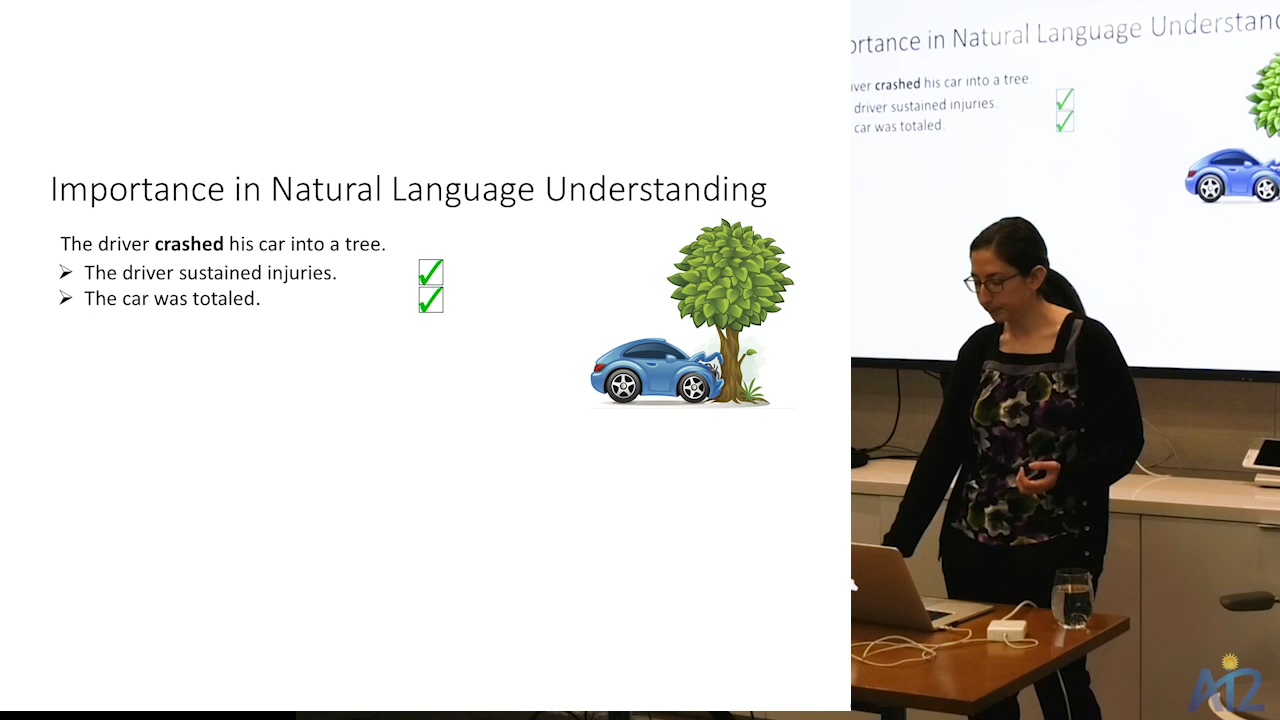 Importance in Natural Language Understanding
The driver crashed his car into a tree.
The driver sustained injuries.
The car was totaled.
ortance in Natural Language Understand
iver crashed his car into a tree.
driver sustained injuries.
car was totaled.
AI2